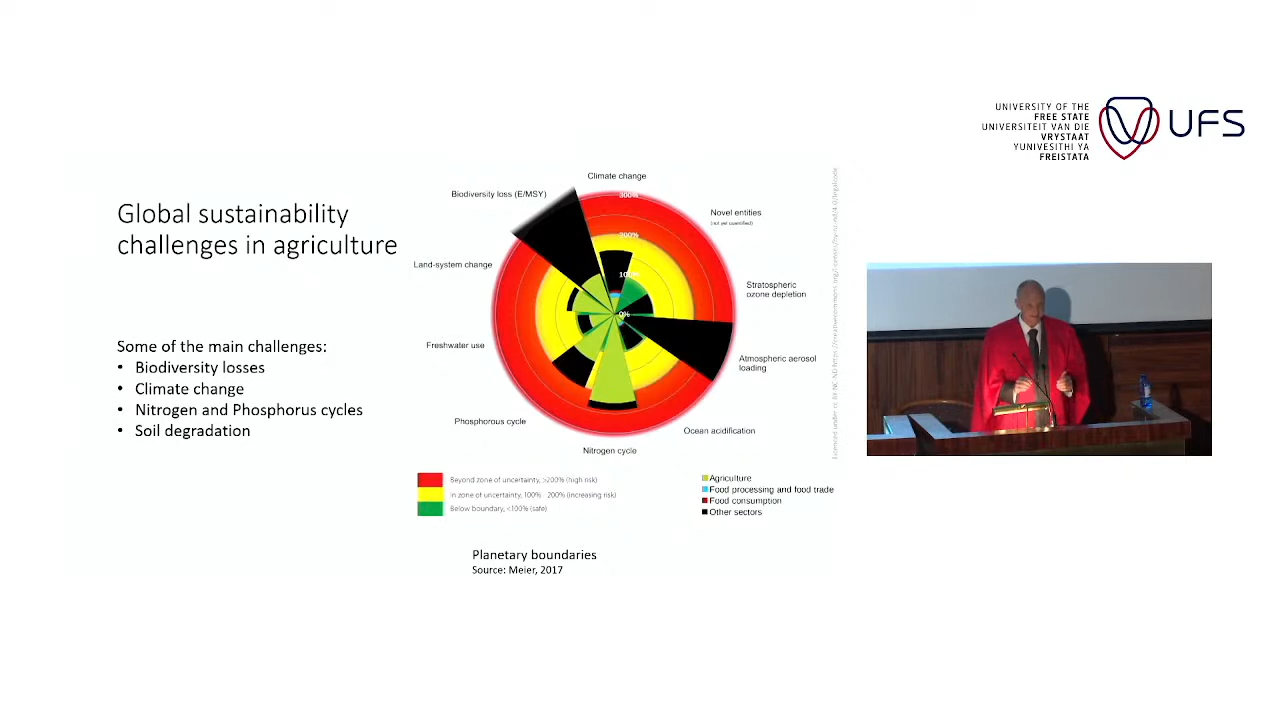 UNIVERSITY OF THE
FREE STATE
UNIVERSITEIT VAN DIE
VRYSTAAT
YUNIVESITHI YA
FREISTATA
UFS
Global sustainability
challenges in agriculture
Some of the main challenges:
• Biodiversity losses
• Climate change
• Nitrogen and Phosphorus cycles
• Soil degradation
Climate change
Biodiversity loss (E/MSY)
Novel entities
(not yet quantified)
Land-system change
Stratospheric
ozone depletion
Freshwater use
Atmospheric aerosol
loading
Phosphorous cycle
Ocean acidification
Nitrogen cycle
300%
200%
100%
0%
Beyond zone of uncertainty, >200% (high risk)
In zone of uncertainty, 100% - 200% (increasing risk)
Below boundary, <100% (safe)
Agriculture
Food processing and food trade
Food consumption
Other sectors
Planetary boundaries
Source: Meier, 2017